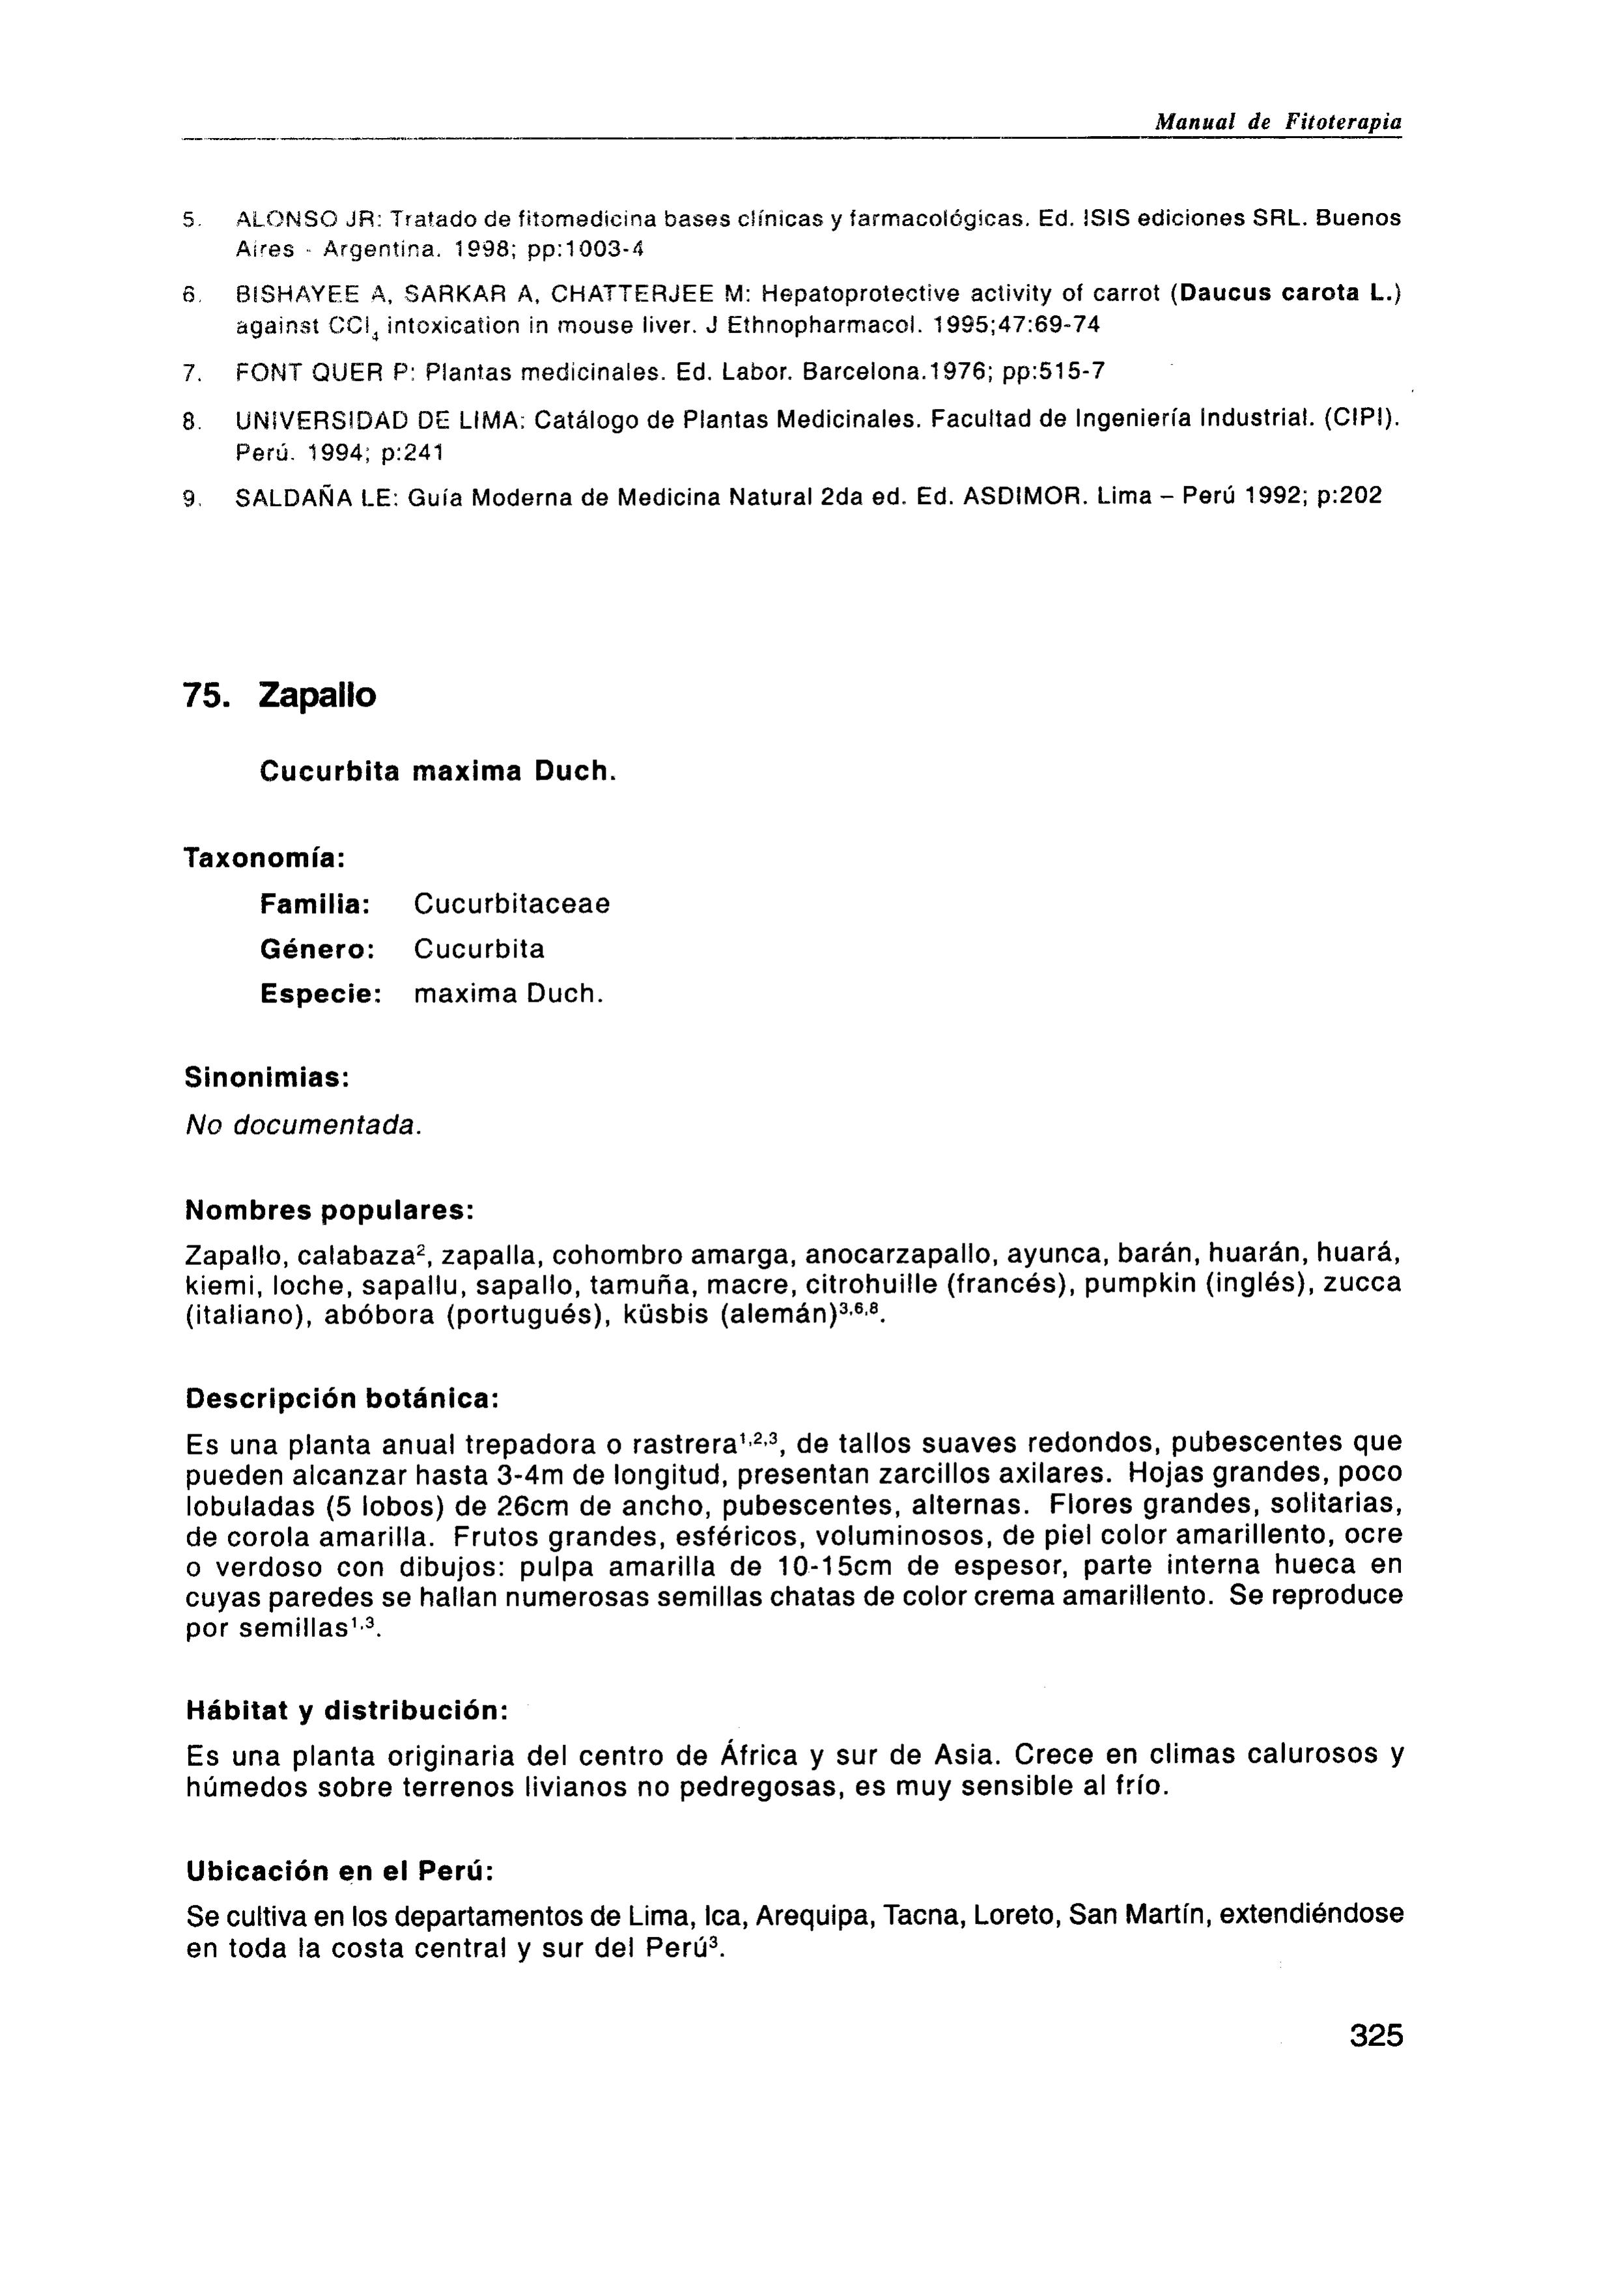 Manual de Fitoterapia
5. ALONSO JR: Tratado de fitomedicina bases clínicas y farmacológicas. Ed. ISIS ediciones SRL. Buenos
Aires - Argentina. 1998; pp:1003-4
6. BISHAYEE A, SARKAR A, CHATTERJEE M: Hepatoprotective activity of carrot (Daucus carota L.)
against CCl₄ intoxication in mouse liver. J Ethnopharmacol. 1995;47:69-74
7. FONT QUER P: Plantas medicinales. Ed. Labor. Barcelona.1976; pp:515-7
8. UNIVERSIDAD DE LIMA: Catálogo de Plantas Medicinales. Facultad de Ingeniería Industrial. (CIPI).
Perú. 1994; p:241
9. SALDAÑA LE: Guía Moderna de Medicina Natural 2da ed. Ed. ASDIMOR. Lima – Perú 1992; p:202
75. Zapallo
Cucurbita maxima Duch.
Taxonomía:
Familia: Cucurbitaceae
Género: Cucurbita
Especie: maxima Duch.
Sinonimias:
No documentada.
Nombres populares:
Zapallo, calabaza², zapalla, cohombro amarga, anocarzapallo, ayunca, barán, huarán, huará,
kiemi, loche, sapallu, sapallo, tamuña, macre, citrohuille (francés), pumpkin (inglés), zucca
(italiano), abóbora (portugués), küsbis (alemán)³,⁶,⁸.
Descripción botánica:
Es una planta anual trepadora o rastrera¹,²,³, de tallos suaves redondos, pubescentes que
pueden alcanzar hasta 3-4m de longitud, presentan zarcillos axilares. Hojas grandes, poco
lobuladas (5 lobos) de 26cm de ancho, pubescentes, alternas. Flores grandes, solitarias,
de corola amarilla. Frutos grandes, esféricos, voluminosos, de piel color amarillento, ocre
o verdoso con dibujos: pulpa amarilla de 10-15cm de espesor, parte interna hueca en
cuyas paredes se hallan numerosas semillas chatas de color crema amarillento. Se reproduce
por semillas¹,³.
Hábitat y distribución:
Es una planta originaria del centro de África y sur de Asia. Crece en climas calurosos y
húmedos sobre terrenos livianos no pedregosas, es muy sensible al frío.
Ubicación en el Perú:
Se cultiva en los departamentos de Lima, Ica, Arequipa, Tacna, Loreto, San Martín, extendiéndose
en toda la costa central y sur del Perú³.
325